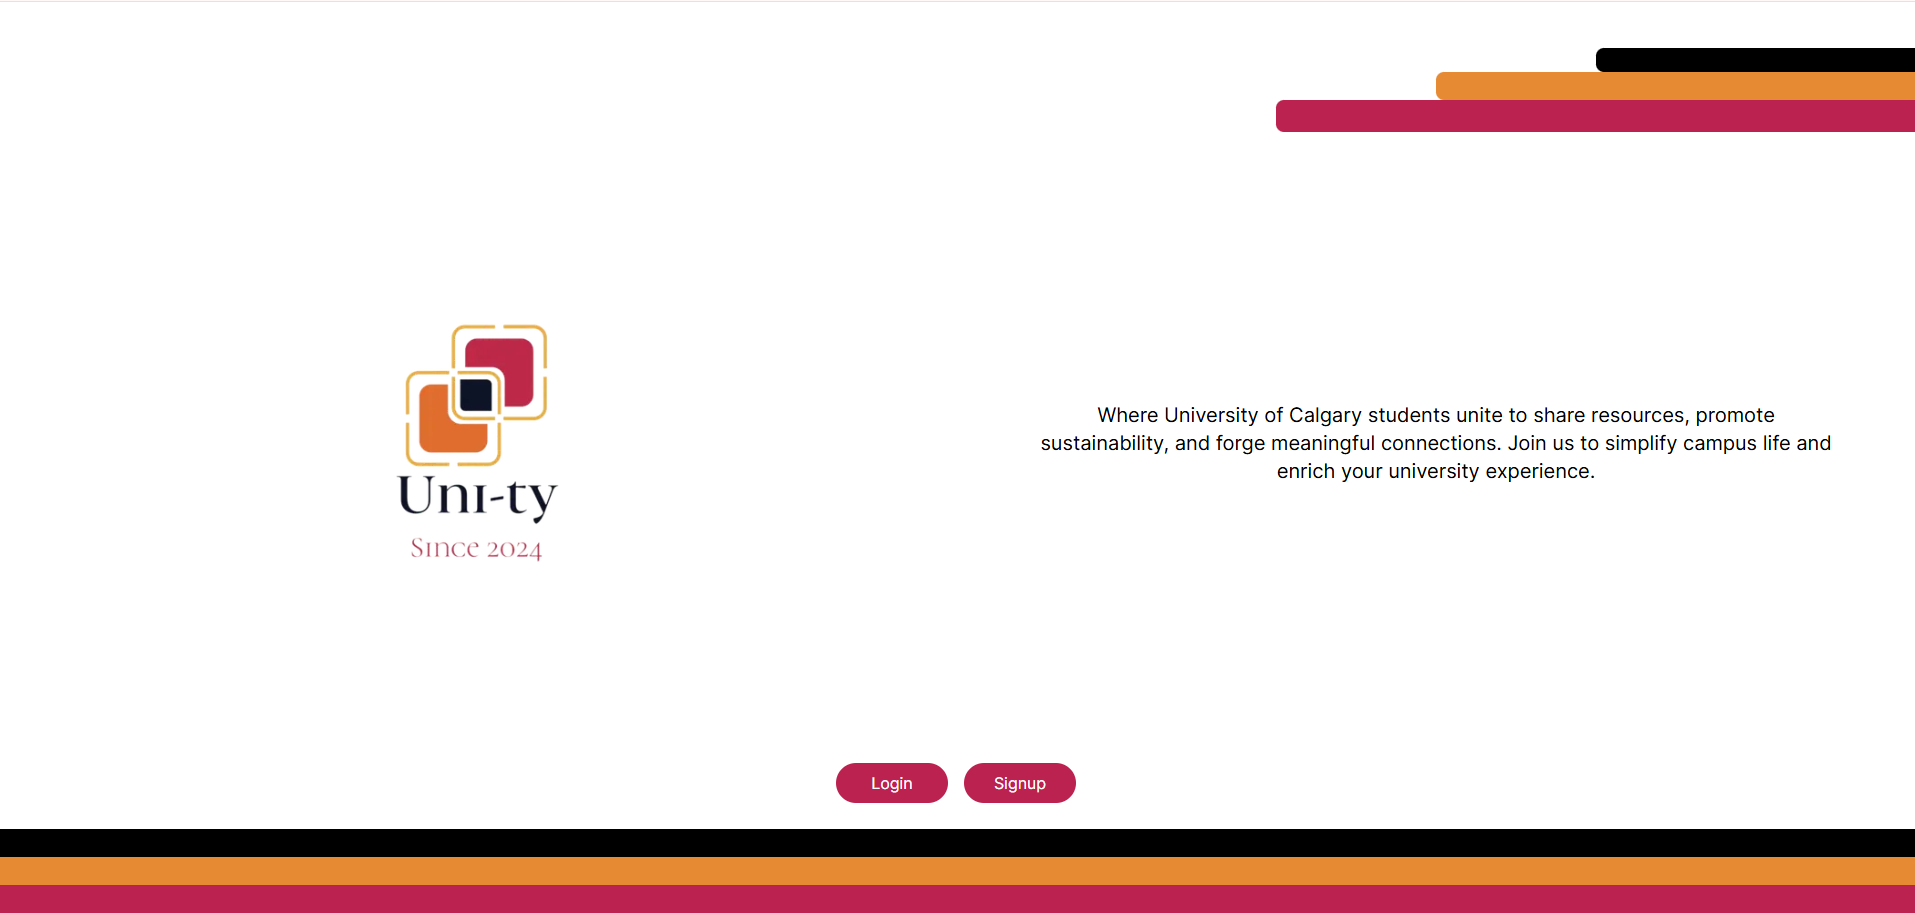 Uni-ty
Since 2024
Where University of Calgary students unite to share resources, promote
sustainability, and forge meaningful connections. Join us to simplify campus life and
enrich your university experience.
Login
Signup